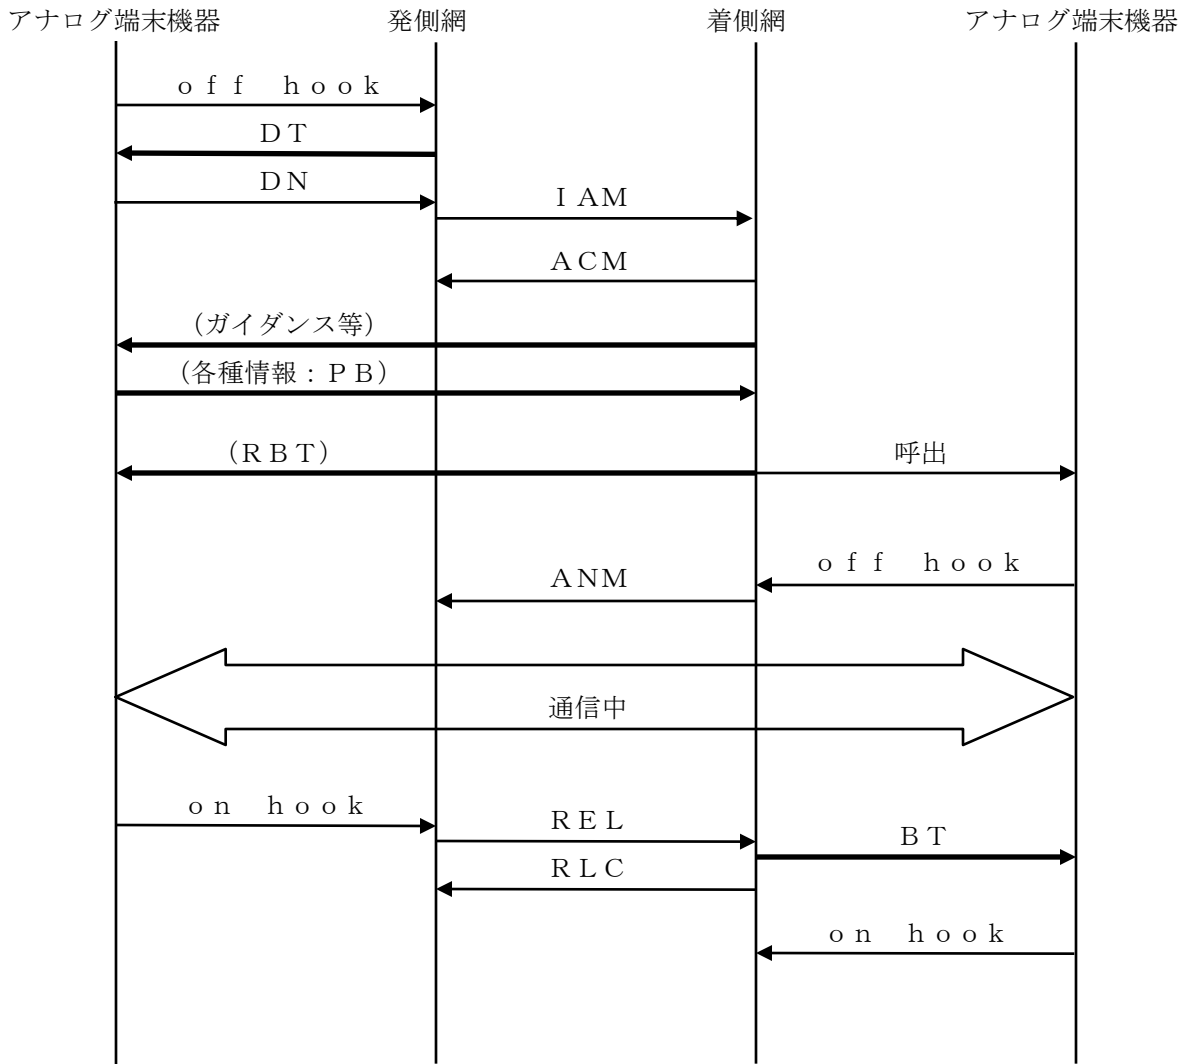 アナログ端末機器 発側網 着側網 アナログ端末機器
ｏｆｆ ｈｏｏｋ
ＤＴ
ＤＮ
ＩＡＭ
ＡＣＭ
（ガイダンス等）
（各種情報：ＰＢ）
（ＲＢＴ） 呼出
ｏｆｆ ｈｏｏｋ
ＡＮＭ
通信中
ｏｎ ｈｏｏｋ
ＲＥＬ
ＢＴ
ＲＬＣ
ｏｎ ｈｏｏｋ